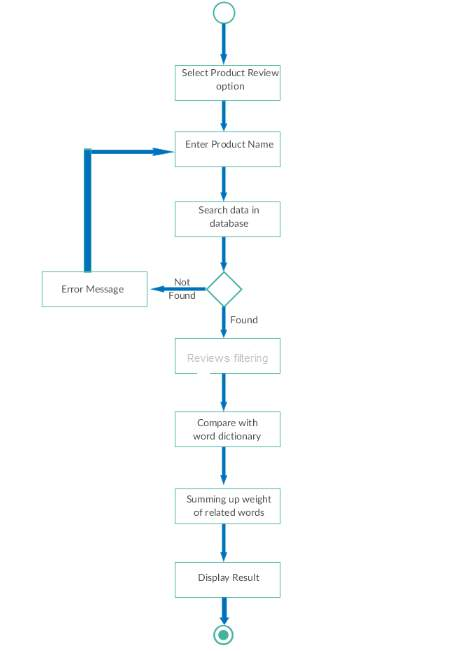 Select Product Review
option
Enter Product Name
Search data in
database
Not
Found
Error Message
Found
Reviews filtering
Compare with
word dictionary
Summing up weight
of related words
Display Result